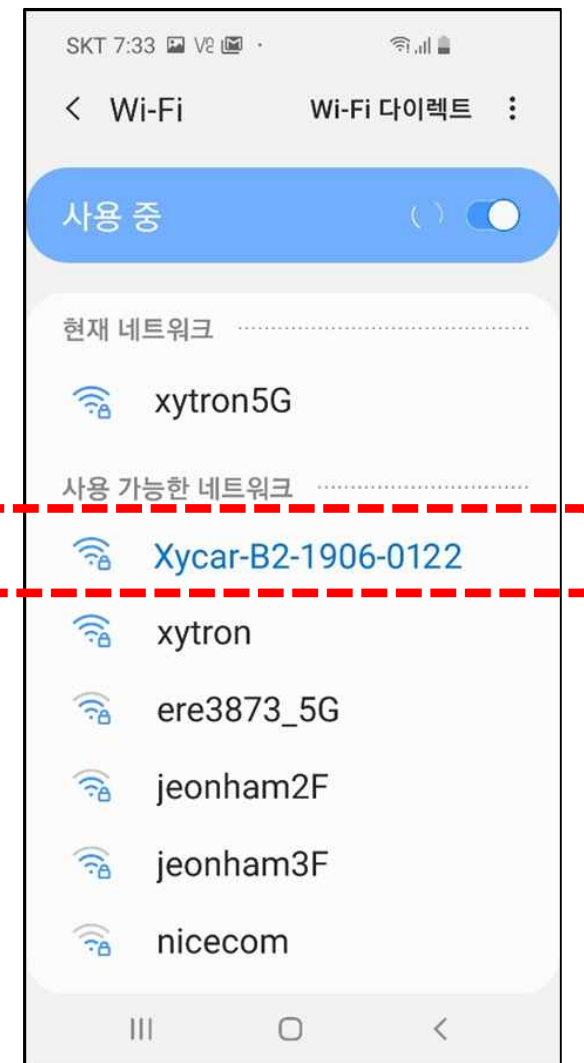 SKT 7:33
Wi-Fi Wi-Fi 다이렉트
사용 중
현재 네트워크
xytron5G
사용 가능한 네트워크
Xycar-B2-1906-0122
xytron
ere3873_5G
jeonham2F
jeonham3F
nicecom